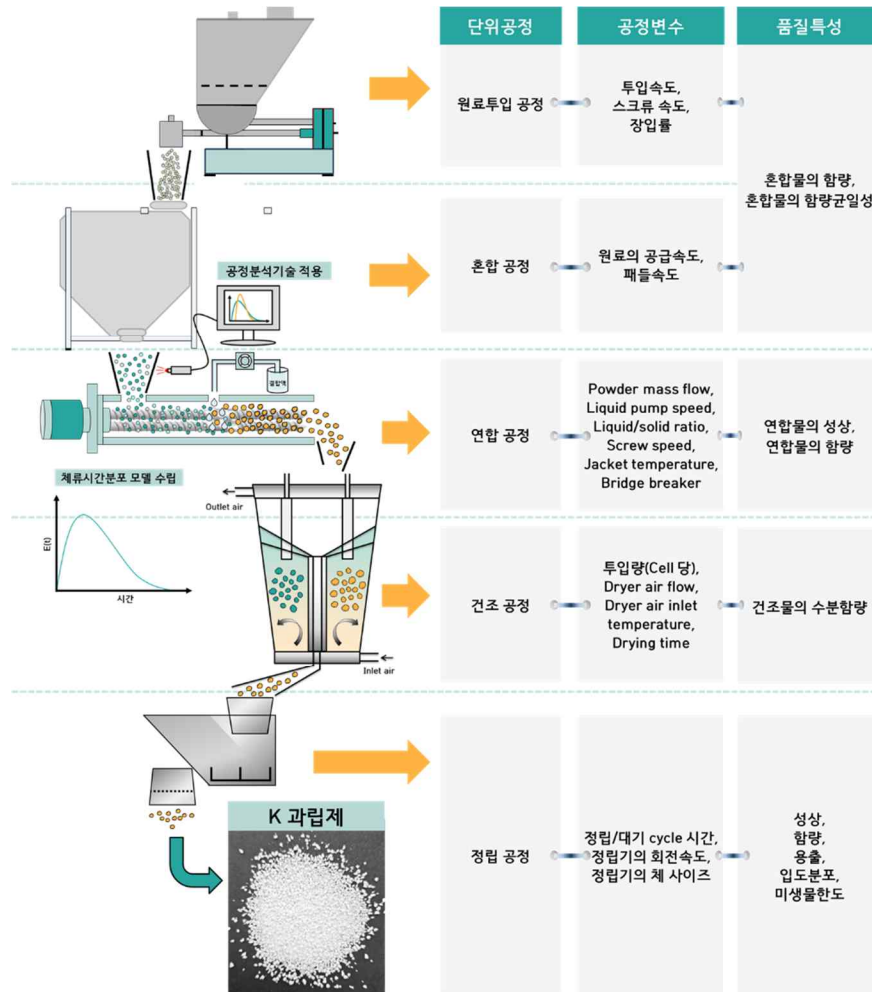 단위공정
공정변수
품질특성
원료투입 공정
투입속도,
스크류 속도,
장입률
혼합물의 함량,
혼합물의 함량균일성
공정분석기술 적용
혼합 공정
원료의 공급속도,
패들속도
결합액
연합 공정
Powder mass flow,
Liquid pump speed,
Liquid/solid ratio,
Screw speed,
Jacket temperature,
Bridge breaker
연합물의 성상,
연합물의 함량
체류시간분포 모델 수립
E(t)
시간
Outlet air
Inlet air
건조 공정
투입량(Cell 당),
Dryer air flow,
Dryer air inlet
temperature,
Drying time
건조물의 수분함량
K 과립제
정립 공정
정립/대기 cycle 시간,
정립기의 회전속도,
정립기의 체 사이즈
성상,
함량,
용출,
입도분포,
미생물한도